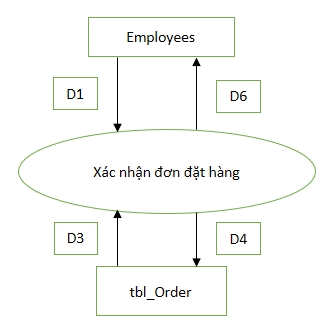 Employees
D1
D6
Xác nhận đơn đặt hàng
D3
D4
tbl_Order